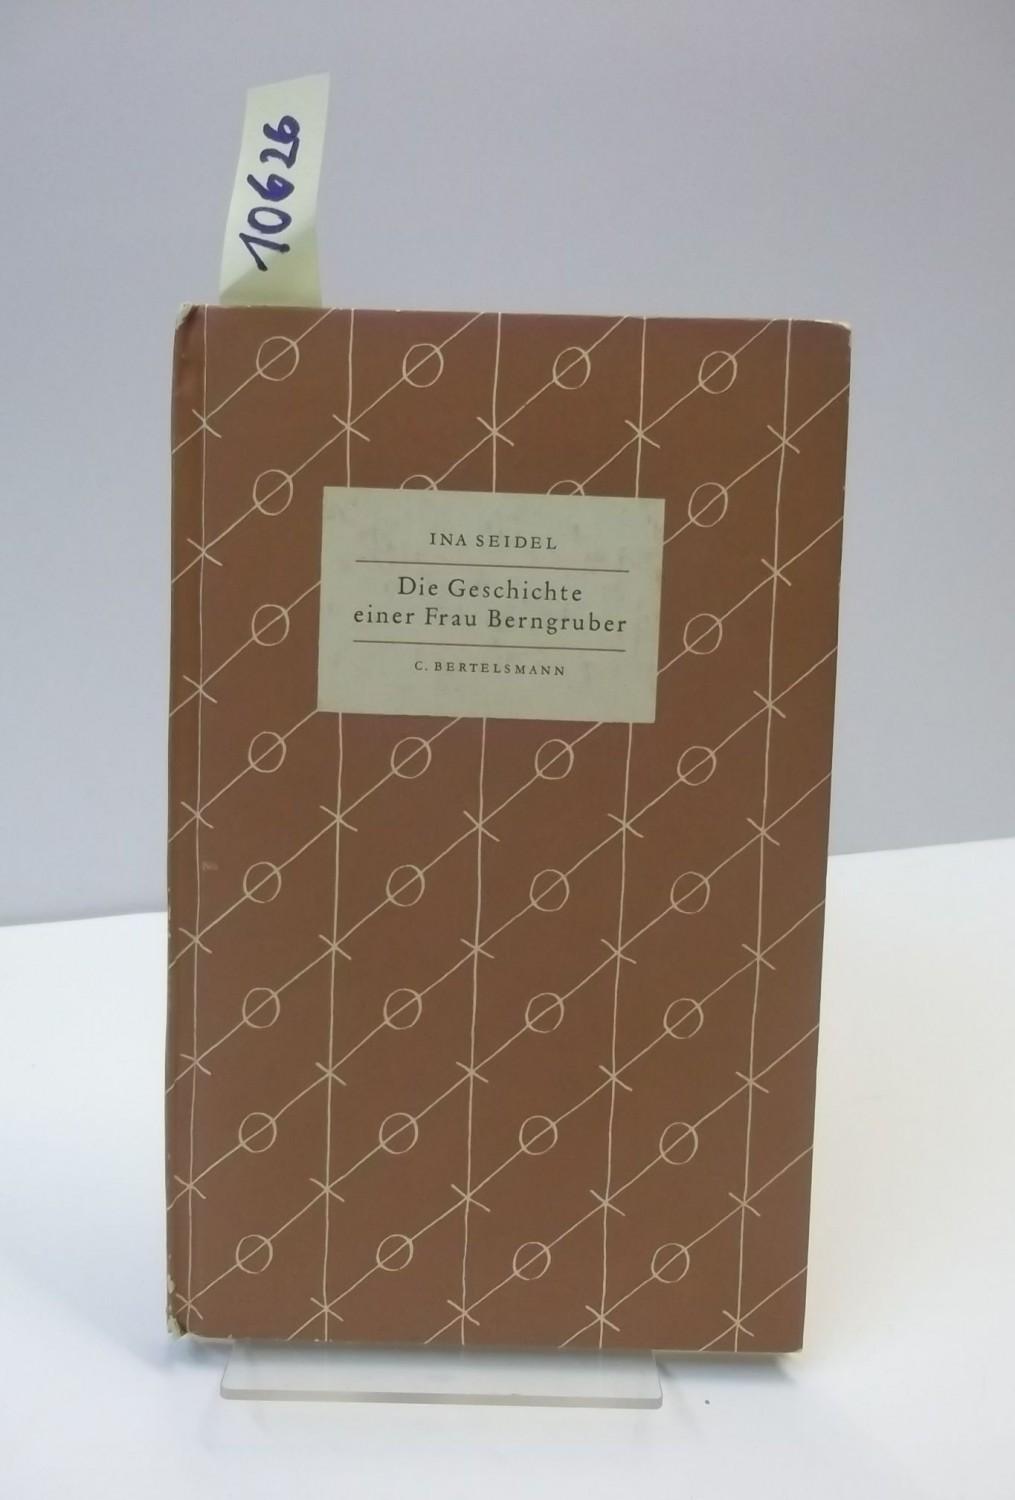 10626
INA SEIDEL
Die Geschichte
einer Frau Berngruber
C. BERTELSMANN